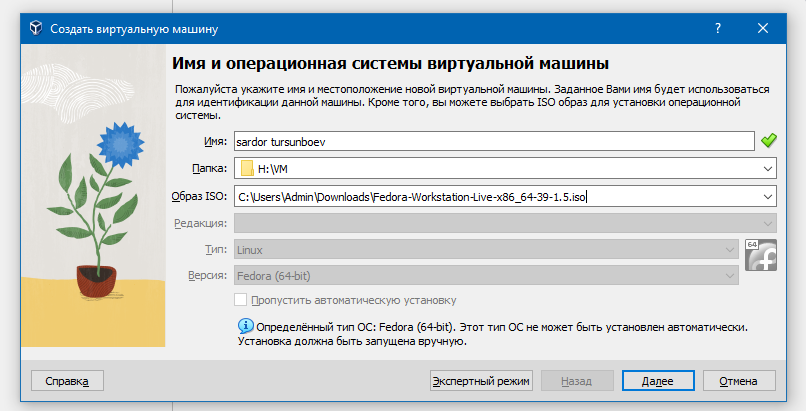 Создать виртуальную машину
Имя и операционная системы виртуальной машины
Пожалуйста укажите имя и местоположение новой виртуальной машины. Заданное Вами имя будет использоваться
для идентификации данной машины. Кроме того, вы можете выбрать ISO образ для установки операционной
системы.
Имя: sardor tursunboev
Папка: H:\VM
Образ ISO: C:\Users\Admin\Downloads\Fedora-Workstation-Live-x86_64-39-1.5.iso
Редакция:
Тип: Linux
64
Версия: Fedora (64-bit)
Пропустить автоматическую установку
Определённый тип ОС: Fedora (64-bit). Этот тип ОС не может быть установлен автоматически.
Установка должна быть запущена вручную.
Справка Экспертный режим Назад Далее Отмена